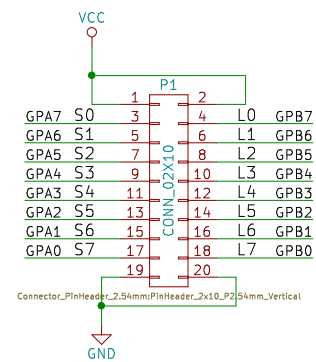 VCC
P1
1 2
GPA7 S0 3 4 L0 GPB7
GPA6 S1 5 6 L1 GPB6
GPA5 S2 7 8 L2 GPB5
GPA4 S3 9 10 L3 GPB4
GPA3 S4 11 12 L4 GPB3
GPA2 S5 13 14 L5 GPB2
GPA1 S6 15 16 L6 GPB1
GPA0 S7 17 18 L7 GPB0
19 20
CONN_02X10
Connector_PinHeader_2.54mm:PinHeader_2x10_P2.54mm_Vertical
GND